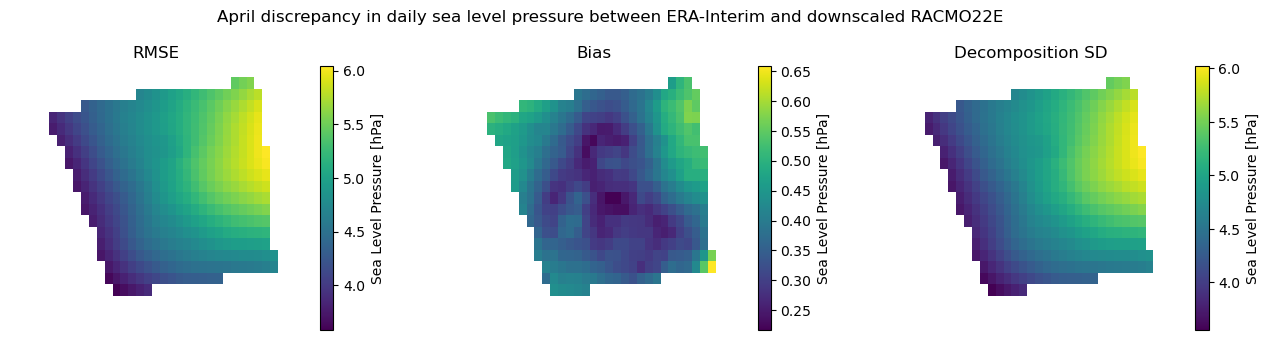 April discrepancy in daily sea level pressure between ERA-Interim and downscaled RACMO22E
RMSE
6.0
5.5
5.0
4.5
4.0
Sea Level Pressure [hPa]
Bias
0.65
0.60
0.55
0.50
0.45
0.40
0.35
0.30
0.25
Sea Level Pressure [hPa]
Decomposition SD
6.0
5.5
5.0
4.5
4.0
Sea Level Pressure [hPa]